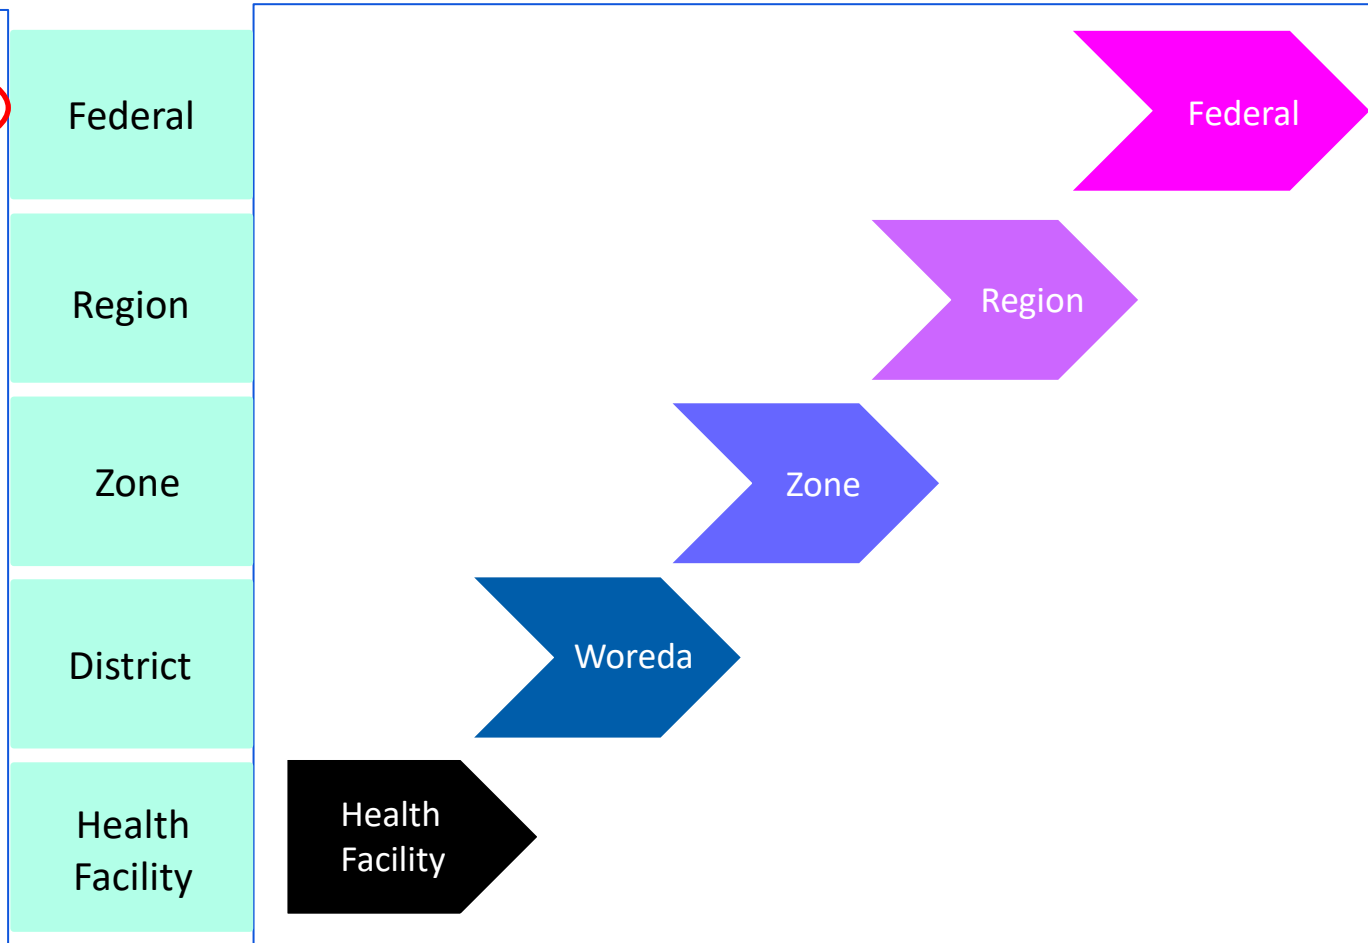 Federal
Federal
Region
Region
Zone
Zone
District
Woreda
Health
Facility
Health
Facility